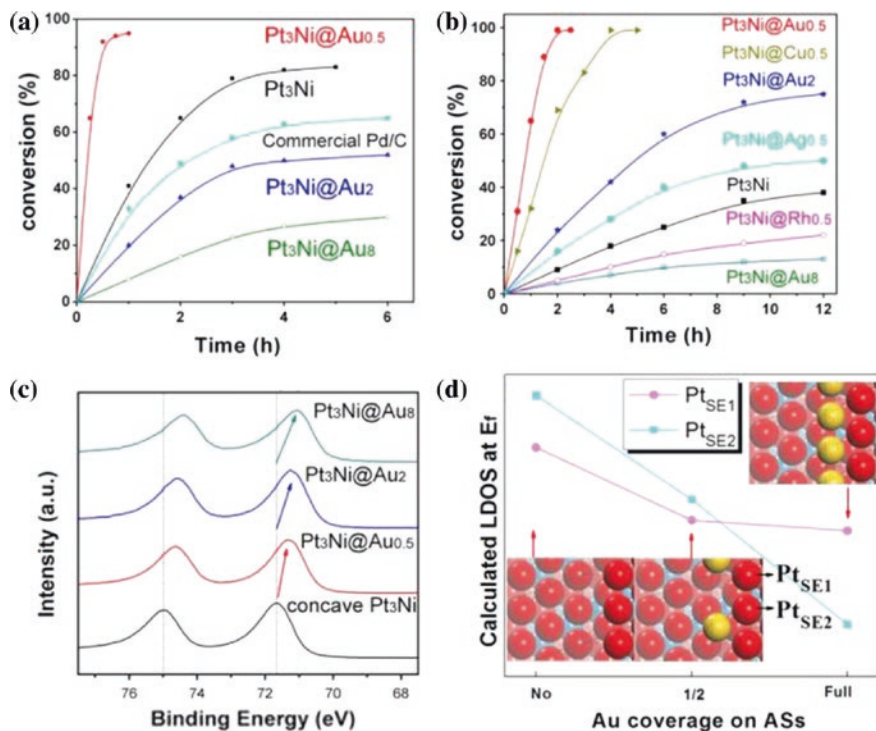 (a)
conversion (%)
80
60
40
20
0
Pt3Ni@Au0.5
Pt3Ni
Commercial Pd/C
Pt3Ni@Au2
Pt3Ni@Au8
0 2 4 6
Time (h)
(b)
conversion (%)
100
80
60
40
20
0
Pt3Ni@Au0.5
Pt3Ni@Cu0.5
Pt3Ni@Au2
Pt3Ni@Ag0.5
Pt3Ni
Pt3Ni@Rh0.5
Pt3Ni@Au8
0 2 4 6 8 10 12
Time (h)
(c)
Intensity (a.u.)
Pt3Ni@Au8
Pt3Ni@Au2
Pt3Ni@Au0.5
concave Pt3Ni
76 74 72 70 68
Binding Energy (eV)
(d)
Calculated LDOS at Ef
PtSE1
PtSE2
PtSE1
PtSE2
No 1/2 Full
Au coverage on ASs